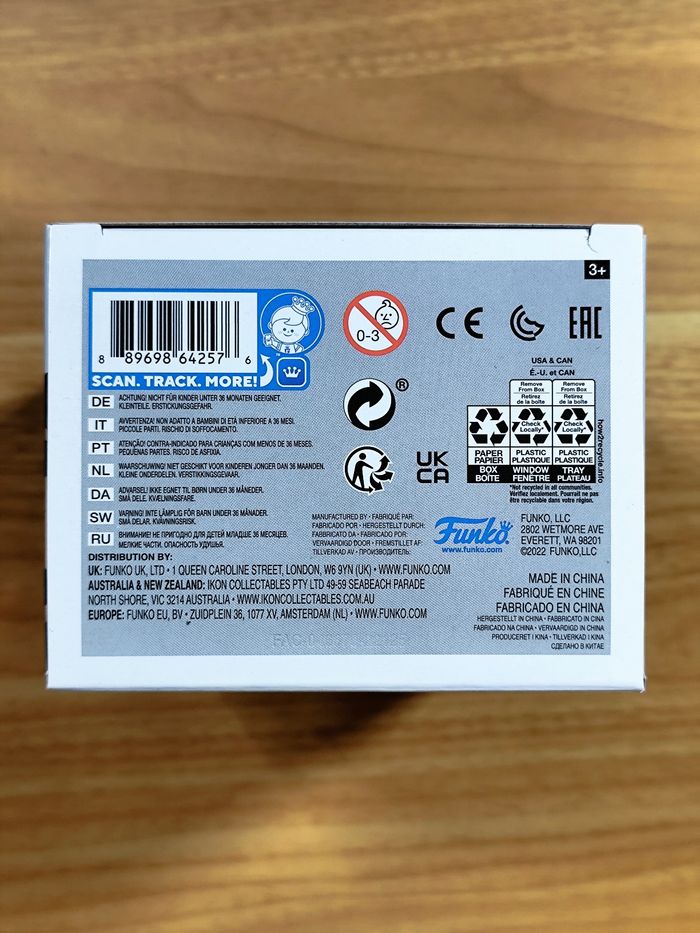 3+
8 89698 64257 6
SCAN. TRACK. MORE!
0-3
CE
EAC
®
UK
CA
USA & CAN
É.-U. et CAN
Remove From Box
Retirez de la boîte
Remove From Box
Retirez de la boîte
Check Locally*
Check Locally*
PAPER
PAPIER
BOX
BOÎTE
PLASTIC
PLASTIQUE
WINDOW
FENÊTRE
PLASTIC
PLASTIQUE
TRAY
PLATEAU
how2recycle.info
*Not recycled in all communities.
Vérifiez localement. Pourrait ne pas
être recyclable dans votre région.
DE ACHTUNG: NICHT FÜR KINDER UNTER 36 MONATEN GEEIGNET.
KLEINTEILE. ERSTICKUNGSGEFAHR.
IT AVVERTENZA! NON ADATTO A BAMBINI DI ETÀ INFERIORE A 36 MESI.
PICCOLE PARTI. RISCHIO DI SOFFOCAMENTO.
PT ATENÇÃO! CONTRA-INDICADO PARA CRIANÇAS COM MENOS DE 36 MESES.
PEQUENAS PARTES. RISCO DE ASFIXIA.
NL WAARSCHUWING! NIET GESCHIKT VOOR KINDEREN JONGER DAN 36 MAANDEN.
KLEINE ONDERDELEN. VERSTIKKINGSGEVAAR.
DA ADVARSEL! IKKE EGNET TIL BØRN UNDER 36 MÅNEDER.
SMÅ DELE. KVÆLNINGSFARE.
SW VARNING! INTE LÄMPLIG FÖR BARN UNDER 36 MÅNADER.
SMÅ DELAR. KVÄVNINGSRISK.
RU ВНИМАНИЕ! НЕ ПРИГОДНО ДЛЯ ДЕТЕЙ МЛАДШЕ 36 МЕСЯЦЕВ.
МЕЛКИЕ ЧАСТИ. ОПАСНОСТЬ УДУШЬЯ.
MANUFACTURED BY • FABRIQUÉ PAR:
FABRICADO POR • HERGESTELLT DURCH:
FABBRICATO DA • FABRICADO POR:
VERVAARDIGD DOOR • FREMSTILLET AF:
TILLVERKAD AV • ПРОИЗВОДИТЕЛЬ:
Funko®
www.funko.com
FUNKO, LLC
2802 WETMORE AVE
EVERETT, WA 98201
©2022 FUNKO,LLC
DISTRIBUTION BY:
UK: FUNKO UK, LTD • 1 QUEEN CAROLINE STREET, LONDON, W6 9YN (UK) • WWW.FUNKO.COM
AUSTRALIA & NEW ZEALAND: IKON COLLECTABLES PTY LTD 49-59 SEABEACH PARADE
NORTH SHORE, VIC 3214 AUSTRALIA • WWW.IKONCOLLECTABLES.COM.AU
EUROPE: FUNKO EU, BV • ZUIDPLEIN 36, 1077 XV, AMSTERDAM (NL) • WWW.FUNKO.COM
MADE IN CHINA
FABRIQUÉ EN CHINE
FABRICADO EN CHINA
HERGESTELLT IN CHINA • FABBRICATO IN CINA
FABRICADO NA CHINA • VERVAARDIGD IN CHINA
PRODUCERET I KINA • TILLVERKAD I KINA
СДЕЛАНО В КИТАЕ